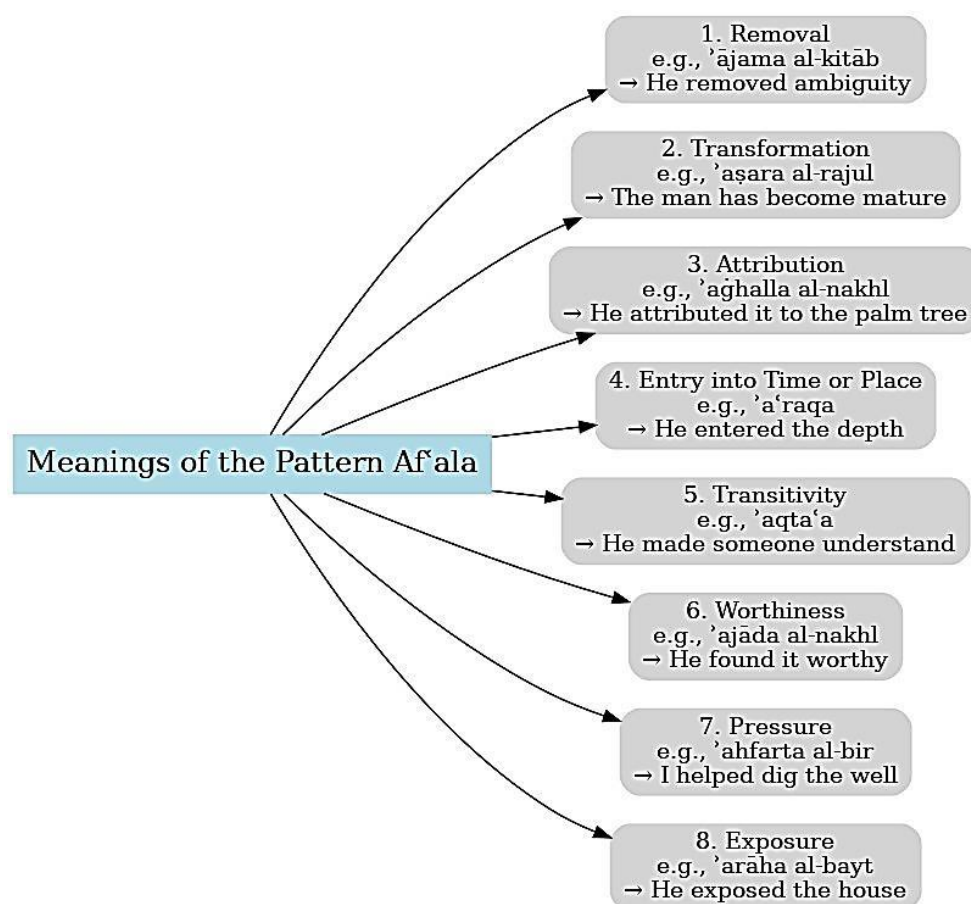 1. Removal
e.g., ʾājama al-kitāb
→ He removed ambiguity
2. Transformation
e.g., ʾaṣara al-rajul
→ The man has become mature
3. Attribution
e.g., ʾaġhalla al-nakhl
→ He attributed it to the palm tree
4. Entry into Time or Place
e.g., ʾaʿraqa
→ He entered the depth
Meanings of the Pattern Afʿala
5. Transitivity
e.g., ʾaqtaʿa
→ He made someone understand
6. Worthiness
e.g., ʾajāda al-nakhl
→ He found it worthy
7. Pressure
e.g., ʾahfarta al-bir
→ I helped dig the well
8. Exposure
e.g., ʾarāha al-bayt
→ He exposed the house